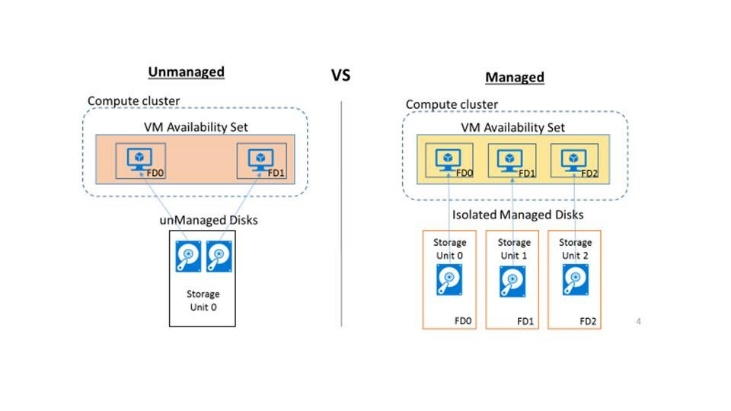 Unmanaged
VS
Managed
Compute cluster
VM Availability Set
FD0
FD1
unManaged Disks
Storage
Unit 0
Compute cluster
VM Availability Set
FD0
FD1
FD2
Isolated Managed Disks
Storage
Unit 0
FD0
Storage
Unit 1
FD1
Storage
Unit 2
FD2
4